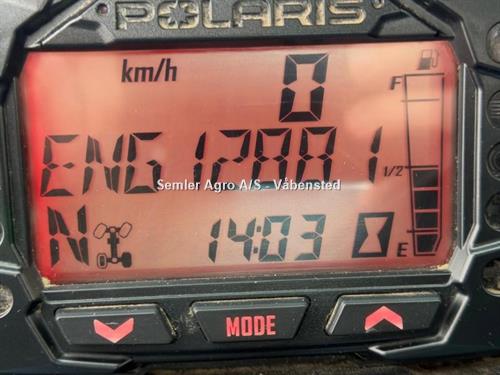 POLARIS
km/h 0
F
ENG 1288.1
1/2
Semler Agro A/S - Våbensted
N 14:03
E
MODE